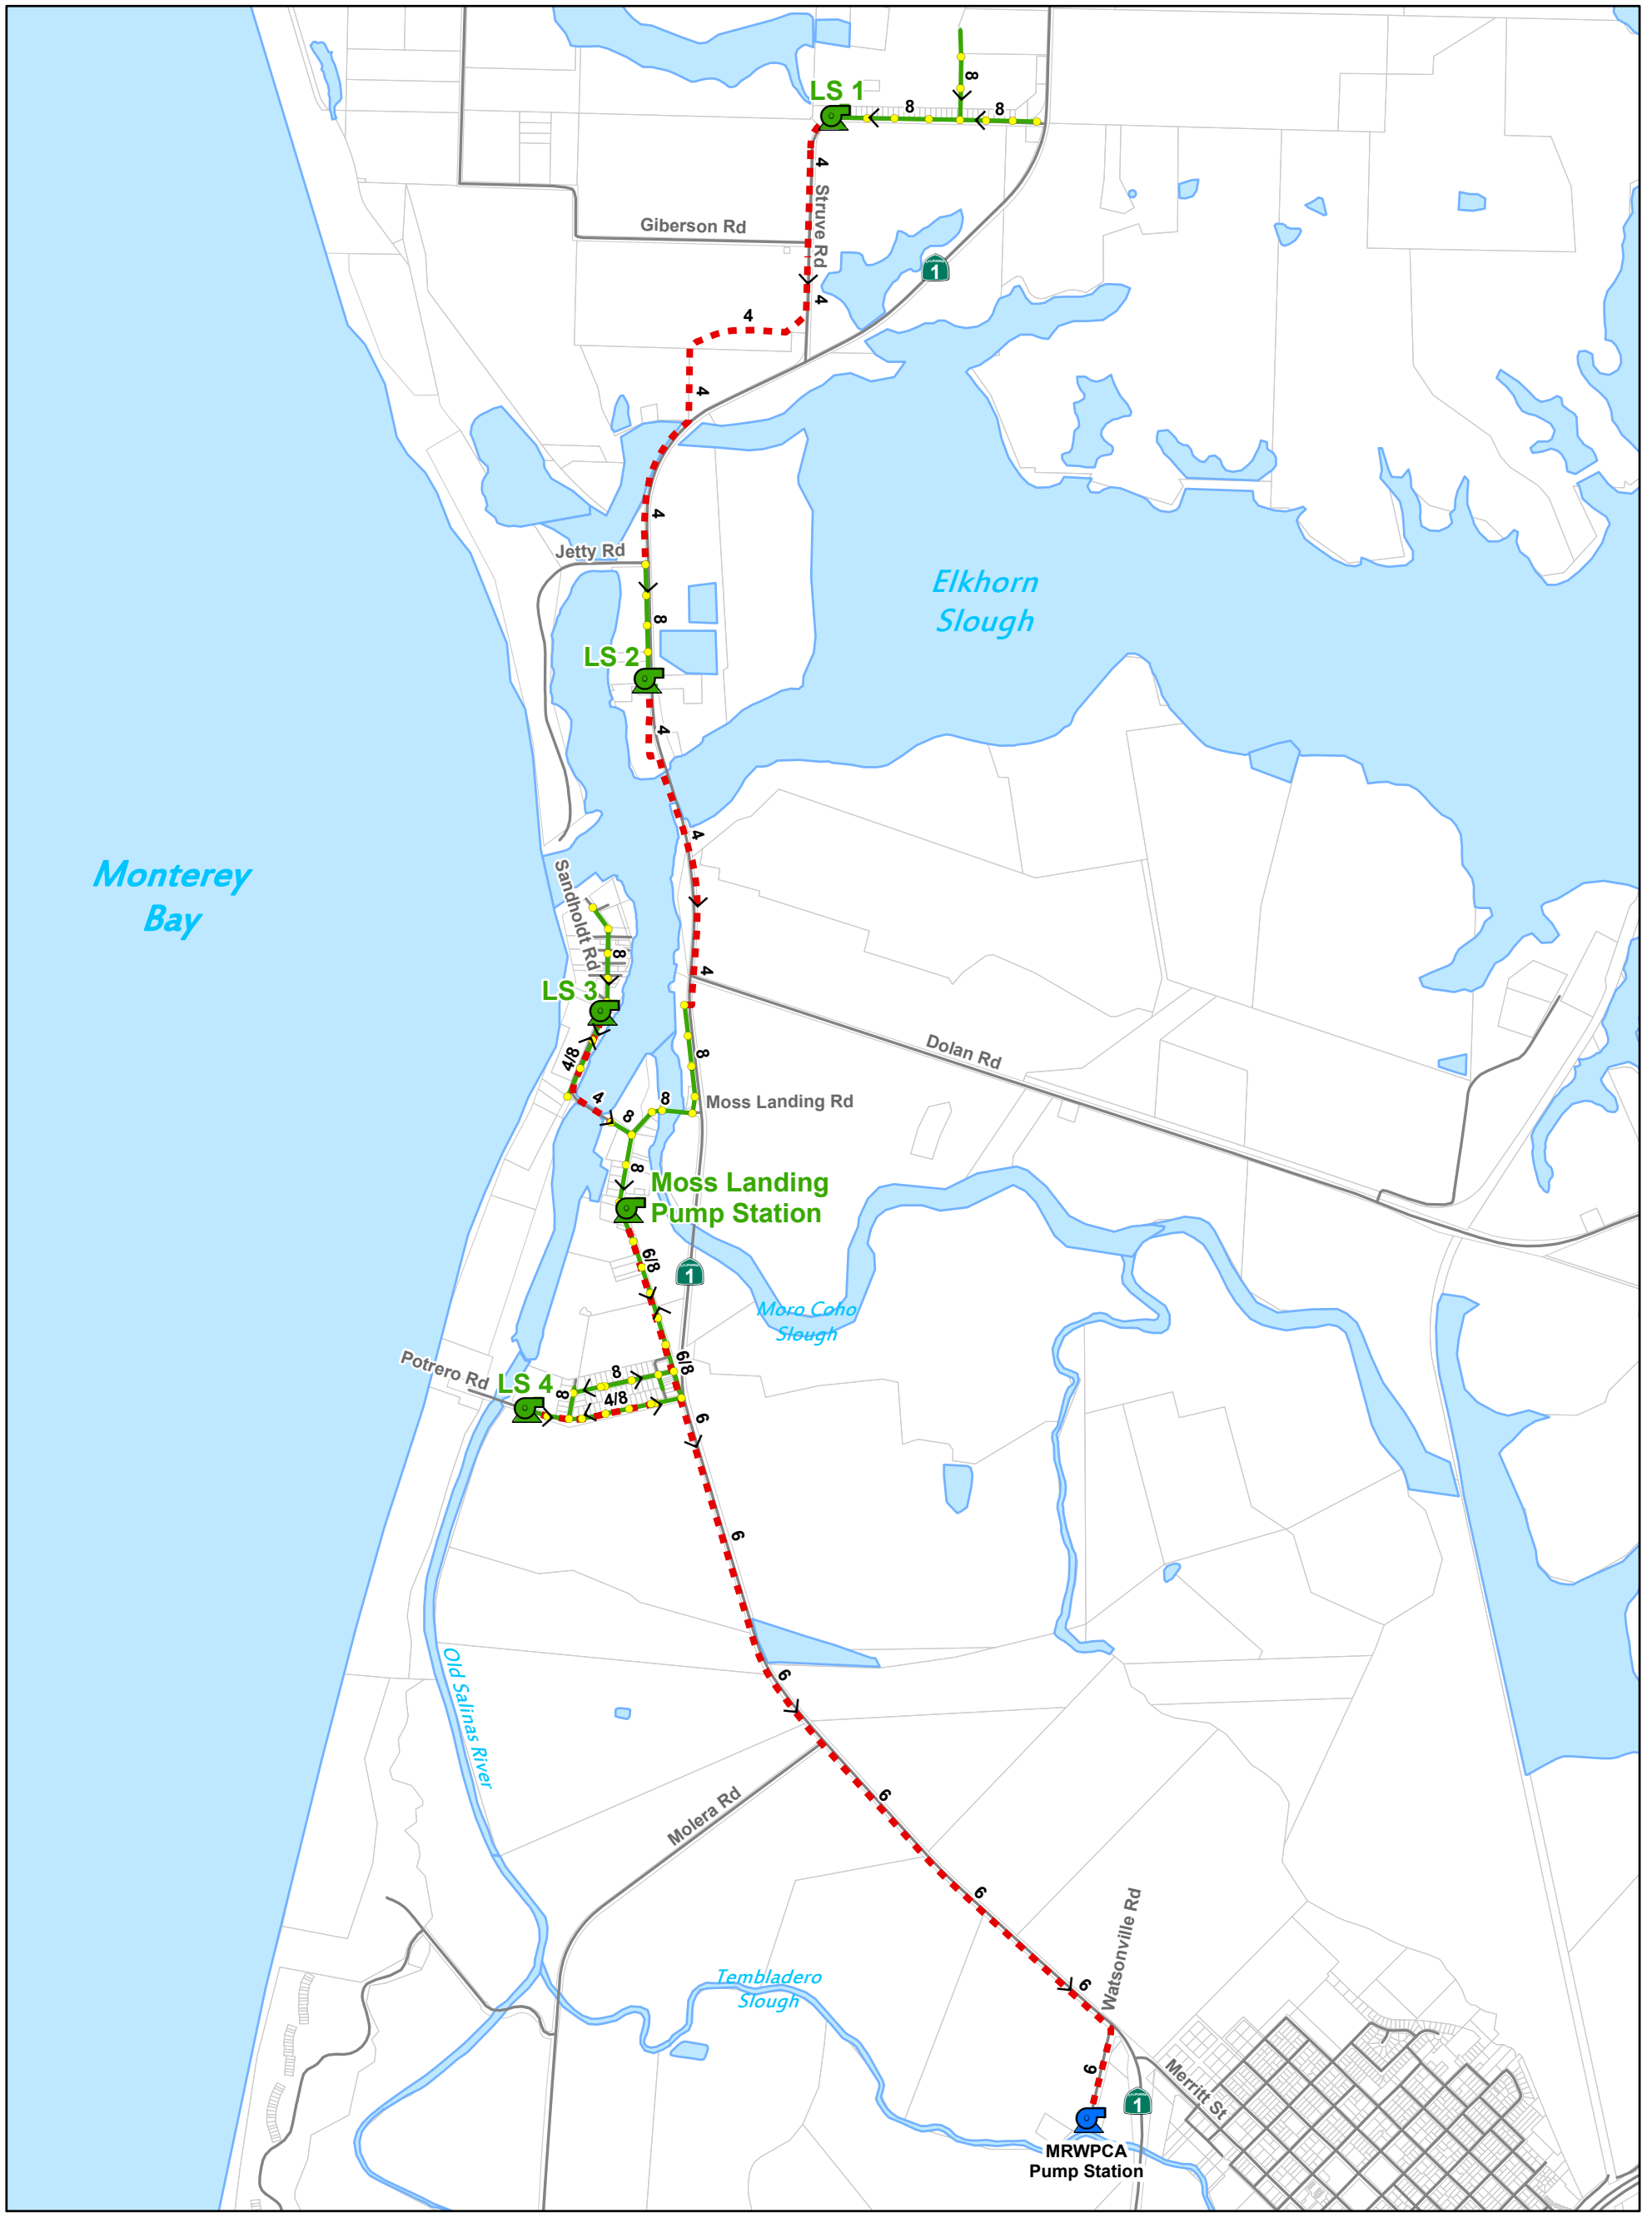 8
LS 1
8
8
4
Struve Rd
Giberson Rd
1
4
4
4
4
Jetty Rd
Elkhorn
Slough
8
LS 2
4
4
Monterey
Bay
Sandholdt Rd
8
4
LS 3
4/8
8
Dolan Rd
4
8
8
Moss Landing Rd
8
Moss Landing
Pump Station
6/8
1
Moro Coho
Slough
Potrero Rd
6/8
8
LS 4
8
4/8
6
6
Old Salinas River
6
Molera Rd
6
6
Watsonville Rd
Tembladero
Slough
6
6
Merritt St
1
MRWPCA
Pump Station